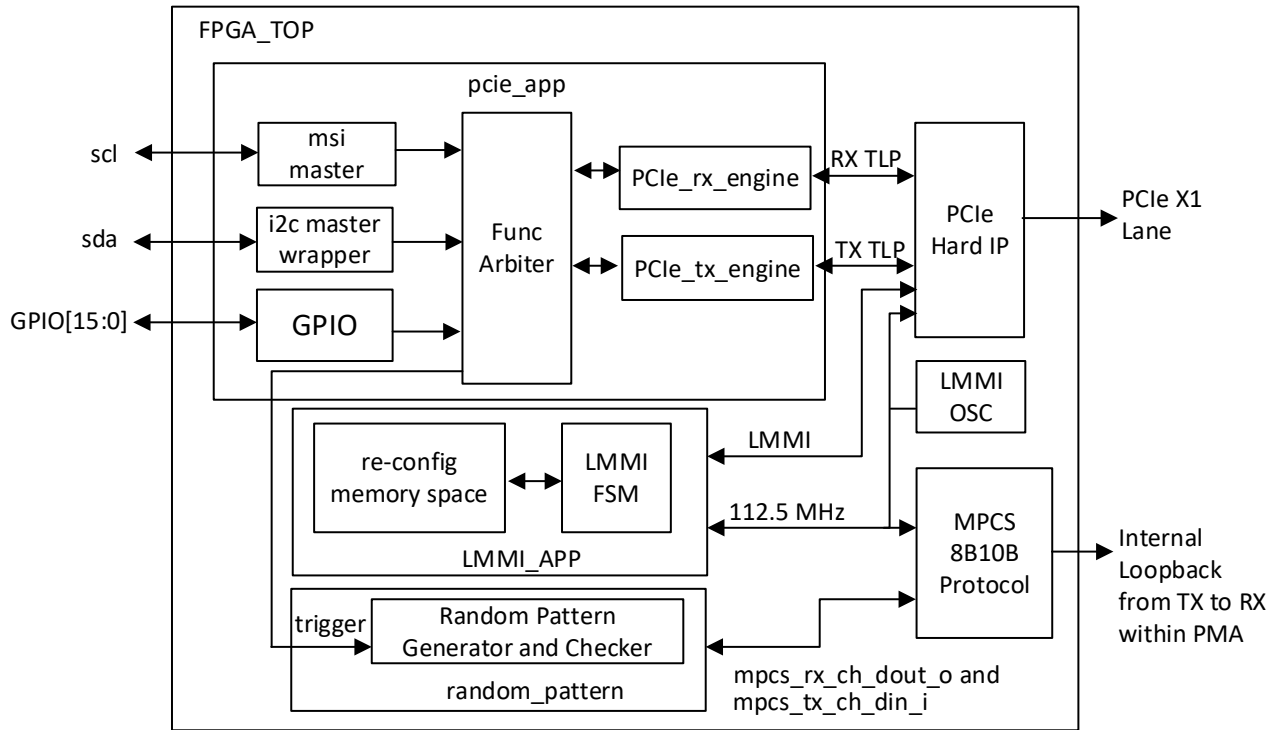 FPGA_TOP
pcie_app
scl
msi
master
sda
i2c master
wrapper
GPIO[15:0]
GPIO
Func
Arbiter
PCIe_rx_engine
PCIe_tx_engine
RX TLP
TX TLP
PCIe
Hard IP
PCIe X1
Lane
LMMI
OSC
re-config
memory space
LMMI
FSM
LMMI_APP
LMMI
112.5 MHz
MPCS
8B10B
Protocol
Internal
Loopback
from TX to RX
within PMA
trigger
Random Pattern
Generator and Checker
random_pattern
mpcs_rx_ch_dout_o and
mpcs_tx_ch_din_i